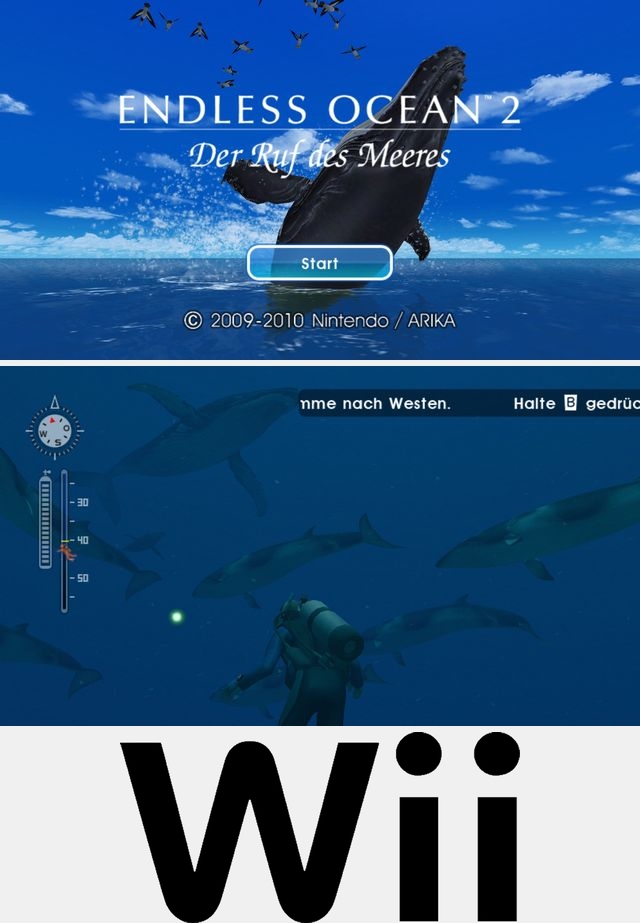 ENDLESS OCEAN™ 2
Der Ruf des Meeres
Start
© 2009-2010 Nintendo / ARIKA
mme nach Westen. Halte B gedrüc
W O S
30
40
50
Wii